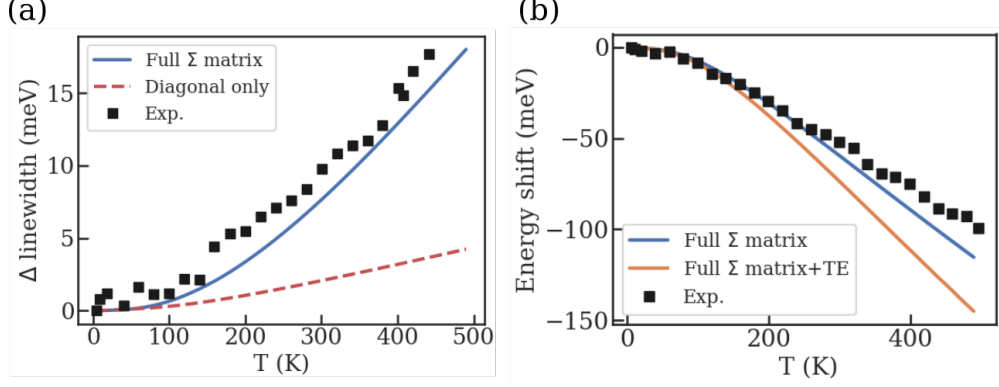 (a)
Δ linewidth (meV)
15
10
5
0
Full Σ matrix
Diagonal only
Exp.
0 100 200 300 400 500
T (K)
(b)
Energy shift (meV)
0
−50
−100
−150
Full Σ matrix
Full Σ matrix+TE
Exp.
0 200 400
T (K)